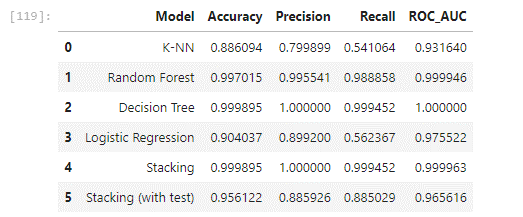 [119]:
Model Accuracy Precision Recall ROC_AUC
0 K-NN 0.886094 0.799899 0.541064 0.931640
1 Random Forest 0.997015 0.995541 0.988858 0.999946
2 Decision Tree 0.999895 1.000000 0.999452 1.000000
3 Logistic Regression 0.904037 0.899200 0.562367 0.975522
4 Stacking 0.999895 1.000000 0.999452 0.999963
5 Stacking (with test) 0.956122 0.885926 0.885029 0.965616